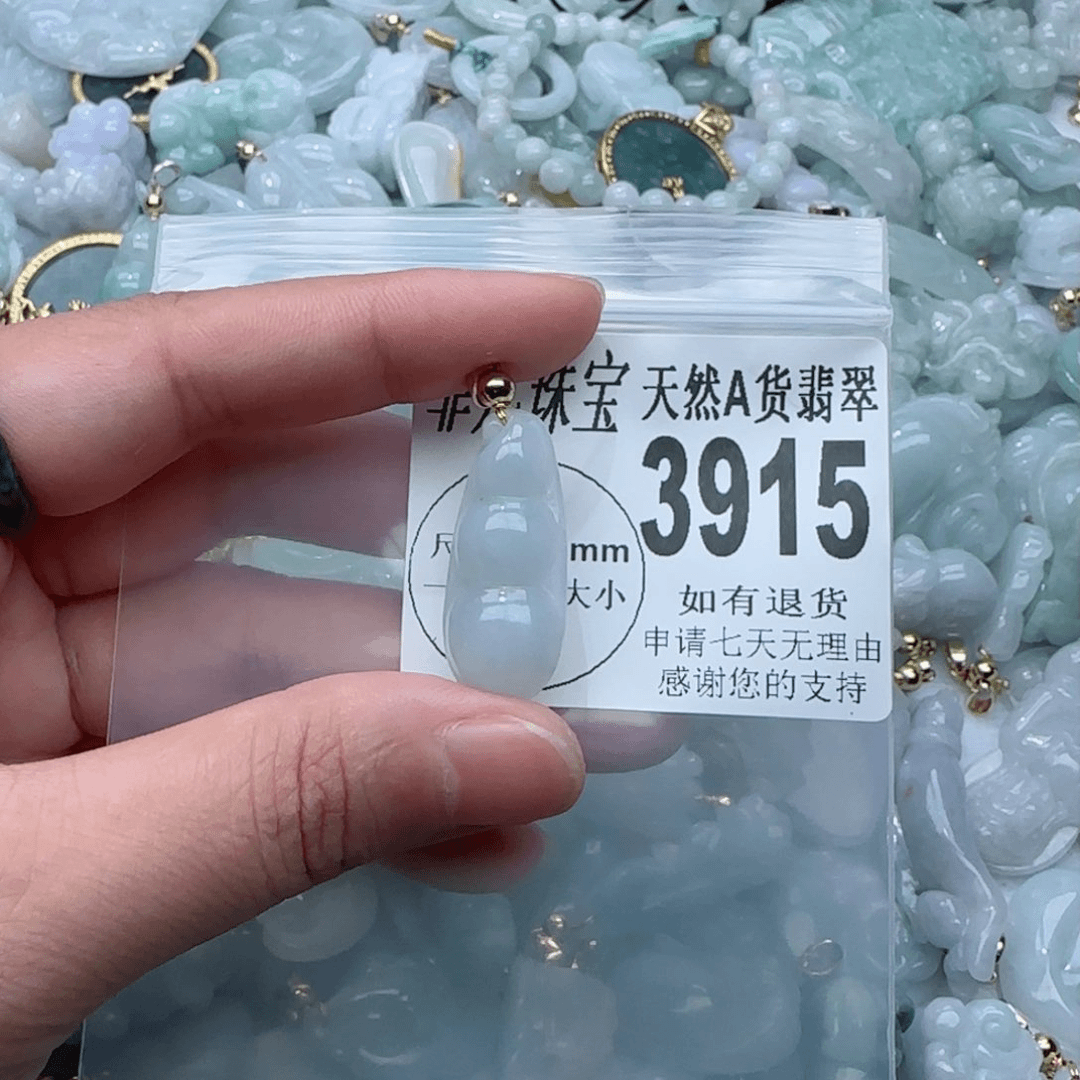 珠宝 天然A货翡翠
3915
尺 mm
大小
如有退货
申请七天无理由
感谢您的支持